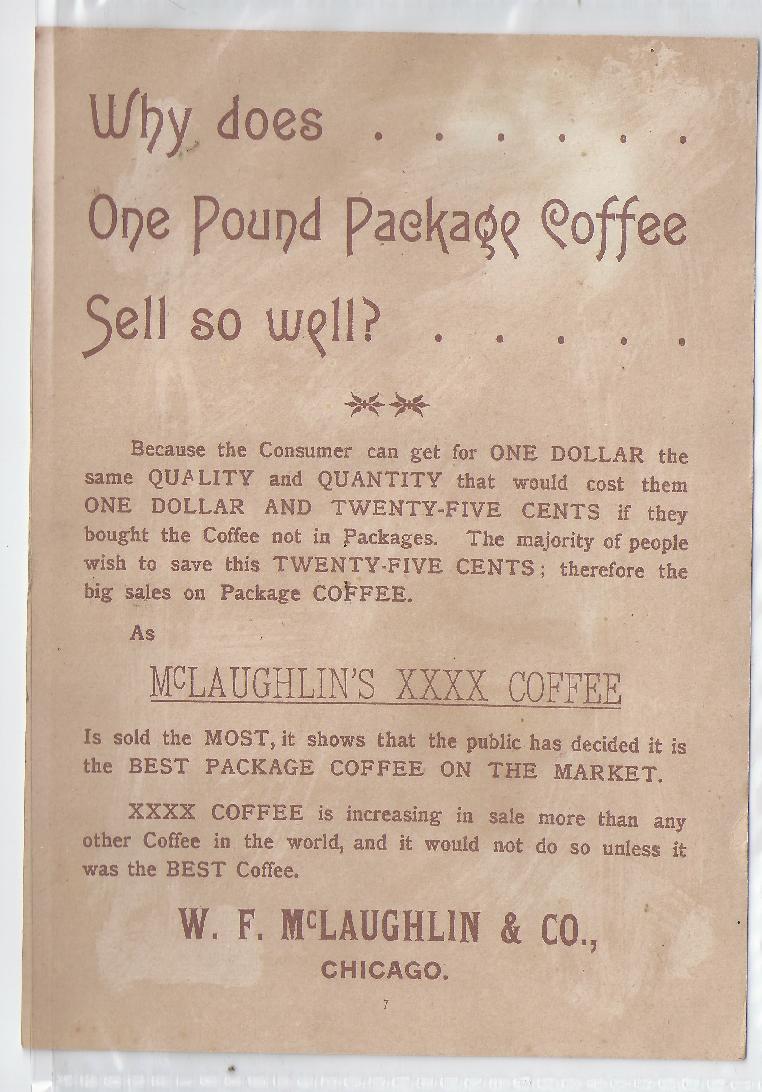 Why does . . . . . .
One Pound Package Coffee
Sell so well? . . . . .
Because the Consumer can get for ONE DOLLAR the
same QUALITY and QUANTITY that would cost them
ONE DOLLAR AND TWENTY-FIVE CENTS if they
bought the Coffee not in Packages. The majority of people
wish to save this TWENTY-FIVE CENTS; therefore the
big sales on Package COFFEE.
As
McLAUGHLIN'S XXXX COFFEE
Is sold the MOST, it shows that the public has decided it is
the BEST PACKAGE COFFEE ON THE MARKET.
XXXX COFFEE is increasing in sale more than any
other Coffee in the world, and it would not do so unless it
was the BEST Coffee.
W. F. McLAUGHLIN & CO.,
CHICAGO.
7